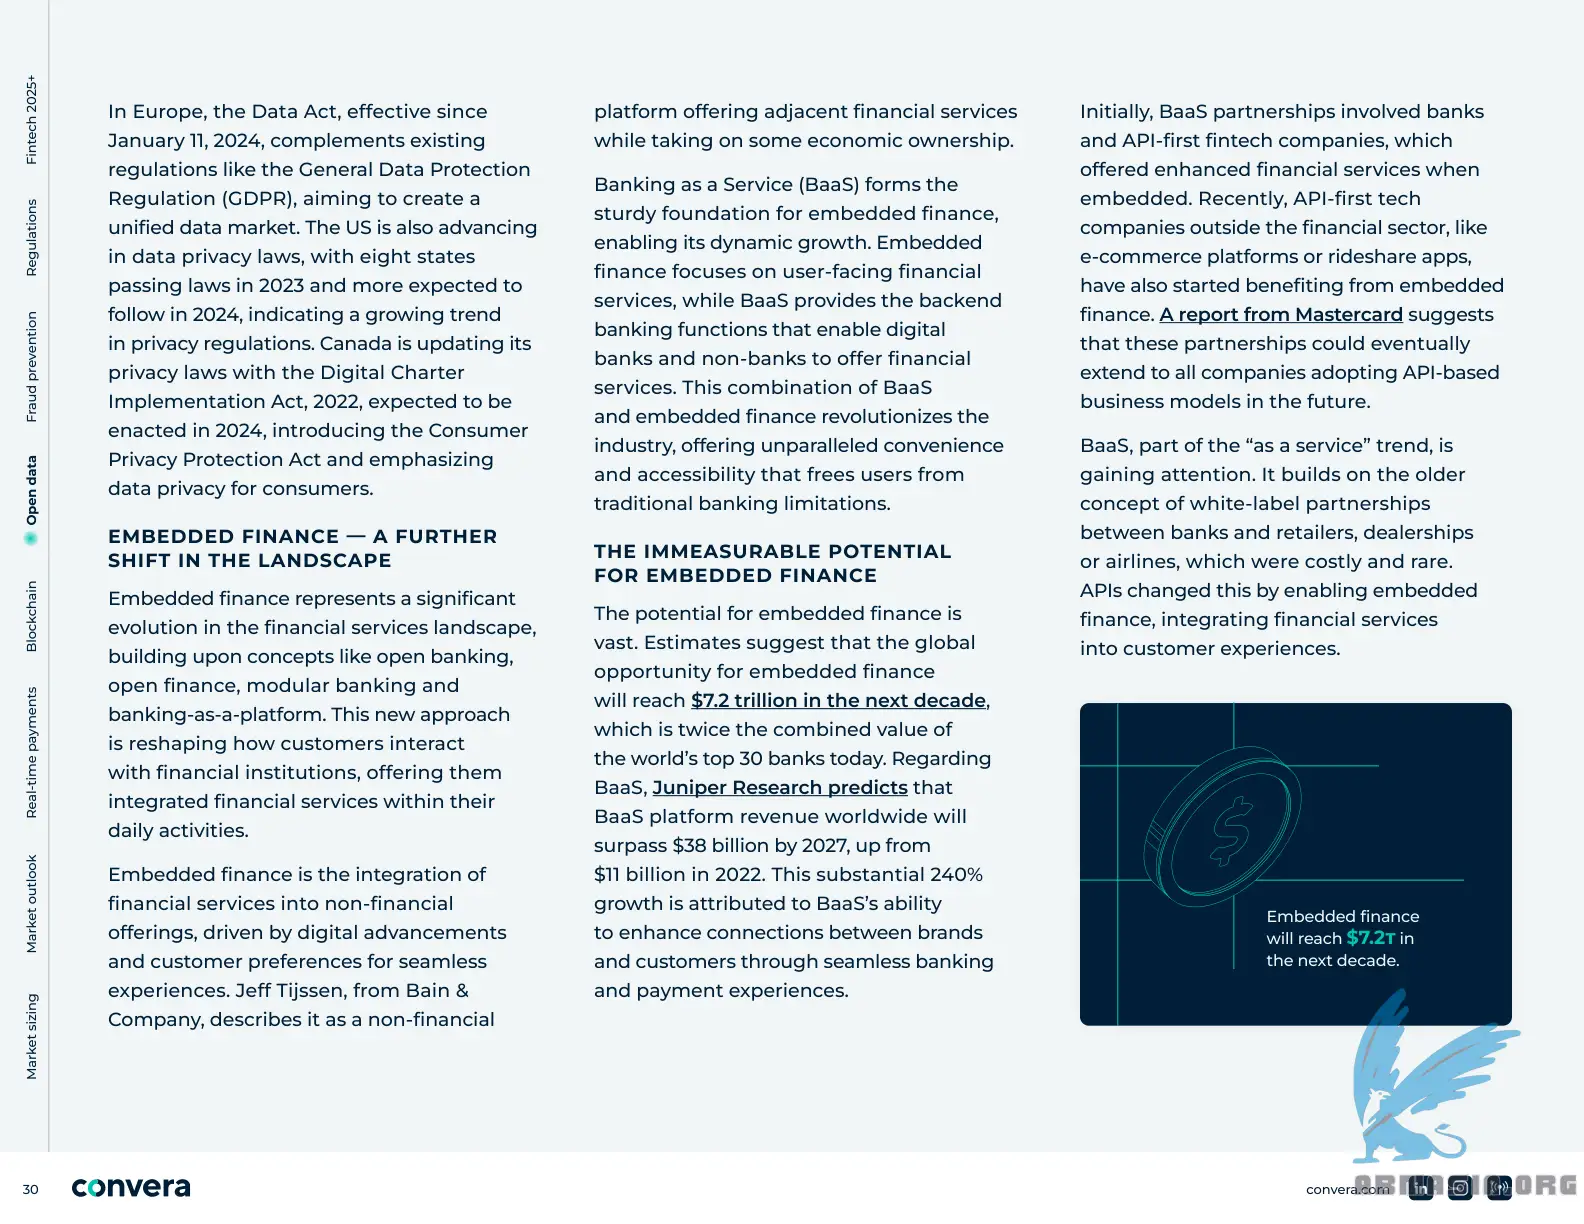 Fintech 2025+
Regulations
Fraud prevention
Open data
Blockchain
Real-time payments
Market outlook
Market sizing
In Europe, the Data Act, effective since
January 11, 2024, complements existing
regulations like the General Data Protection
Regulation (GDPR), aiming to create a
unified data market. The US is also advancing
in data privacy laws, with eight states
passing laws in 2023 and more expected to
follow in 2024, indicating a growing trend
in privacy regulations. Canada is updating its
privacy laws with the Digital Charter
Implementation Act, 2022, expected to be
enacted in 2024, introducing the Consumer
Privacy Protection Act and emphasizing
data privacy for consumers.
EMBEDDED FINANCE — A FURTHER
SHIFT IN THE LANDSCAPE
Embedded finance represents a significant
evolution in the financial services landscape,
building upon concepts like open banking,
open finance, modular banking and
banking-as-a-platform. This new approach
is reshaping how customers interact
with financial institutions, offering them
integrated financial services within their
daily activities.
Embedded finance is the integration of
financial services into non-financial
offerings, driven by digital advancements
and customer preferences for seamless
experiences. Jeff Tijssen, from Bain &
Company, describes it as a non-financial
platform offering adjacent financial services
while taking on some economic ownership.
Banking as a Service (BaaS) forms the
sturdy foundation for embedded finance,
enabling its dynamic growth. Embedded
finance focuses on user-facing financial
services, while BaaS provides the backend
banking functions that enable digital
banks and non-banks to offer financial
services. This combination of BaaS
and embedded finance revolutionizes the
industry, offering unparalleled convenience
and accessibility that frees users from
traditional banking limitations.
THE IMMEASURABLE POTENTIAL
FOR EMBEDDED FINANCE
The potential for embedded finance is
vast. Estimates suggest that the global
opportunity for embedded finance
will reach $7.2 trillion in the next decade,
which is twice the combined value of
the world's top 30 banks today. Regarding
BaaS, Juniper Research predicts that
BaaS platform revenue worldwide will
surpass $38 billion by 2027, up from
$11 billion in 2022. This substantial 240%
growth is attributed to BaaS's ability
to enhance connections between brands
and customers through seamless banking
and payment experiences.
Initially, BaaS partnerships involved banks
and API-first fintech companies, which
offered enhanced financial services when
embedded. Recently, API-first tech
companies outside the financial sector, like
e-commerce platforms or rideshare apps,
have also started benefiting from embedded
finance. A report from Mastercard suggests
that these partnerships could eventually
extend to all companies adopting API-based
business models in the future.
BaaS, part of the “as a service” trend, is
gaining attention. It builds on the older
concept of white-label partnerships
between banks and retailers, dealerships
or airlines, which were costly and rare.
APIs changed this by enabling embedded
finance, integrating financial services
into customer experiences.
$
Embedded finance
will reach $7.2T in
the next decade.
30
convera
convera.com
in